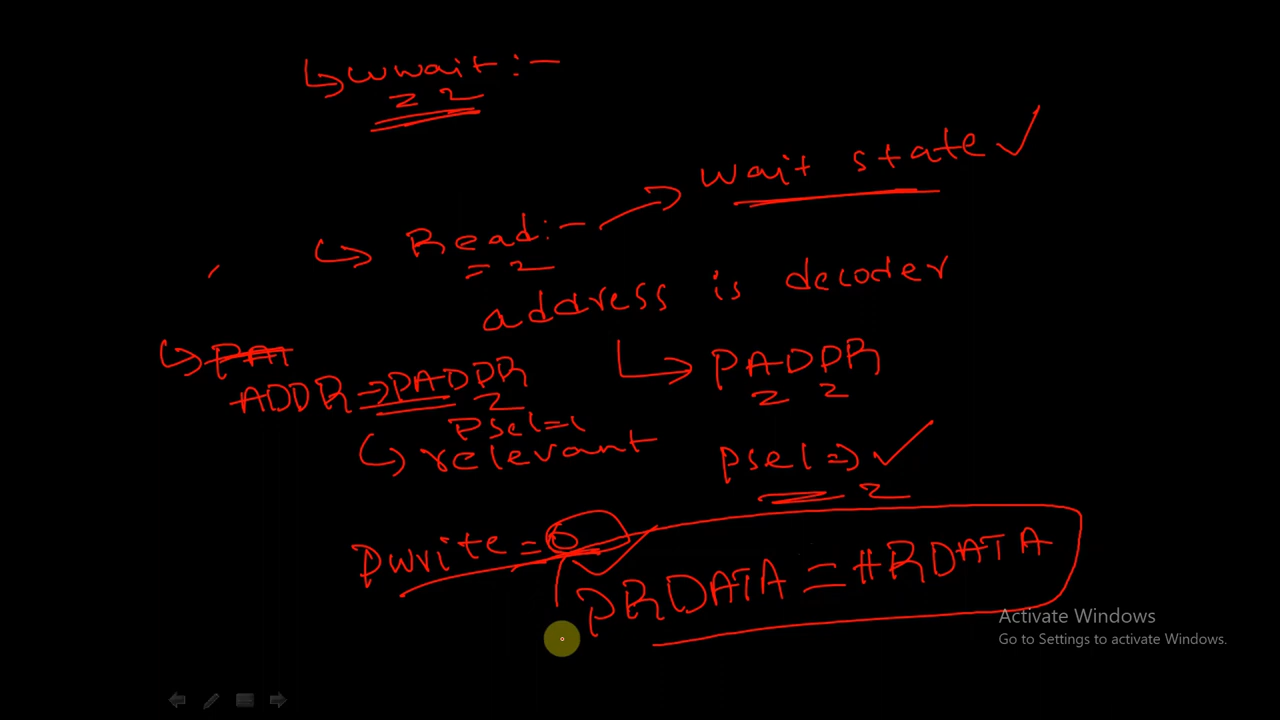 ↳ wwait :-
Read :- → wait state ✓
address is decoder
↳ PADDR
ADDR ⇒ PADDR
Psel=1
↳ relevant
psel ⇒ ✓
pwrite = 0
PRDATA = HRDATA
Activate Windows
Go to Settings to activate Windows.